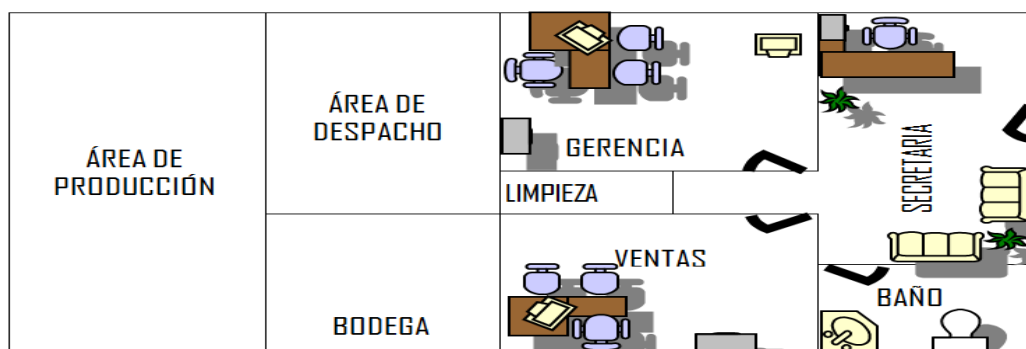 ÁREA DE
PRODUCCIÓN
ÁREA DE
DESPACHO
BODEGA
GERENCIA
LIMPIEZA
VENTAS
SECRETARIA
BAÑO